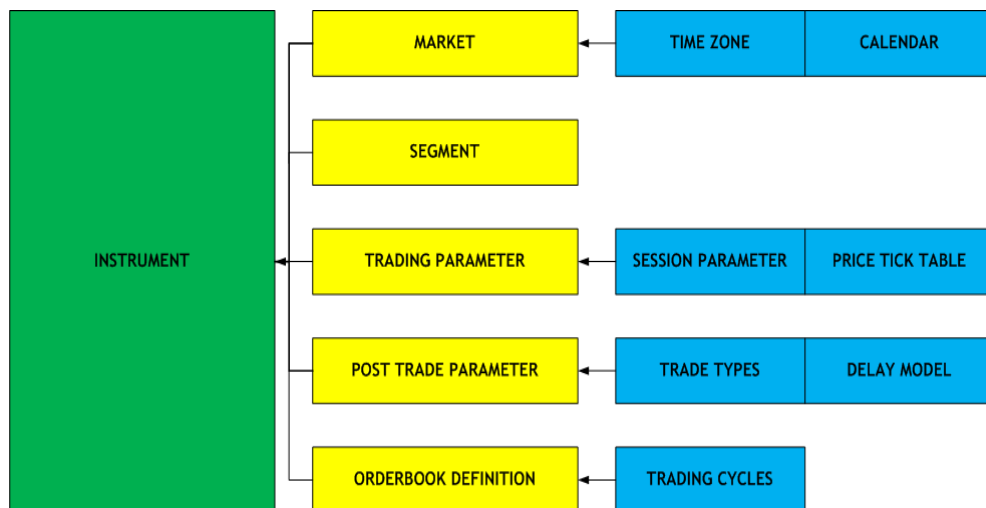 MARKET
TIME ZONE
CALENDAR
SEGMENT
INSTRUMENT
TRADING PARAMETER
SESSION PARAMETER
PRICE TICK TABLE
POST TRADE PARAMETER
TRADE TYPES
DELAY MODEL
ORDERBOOK DEFINITION
TRADING CYCLES